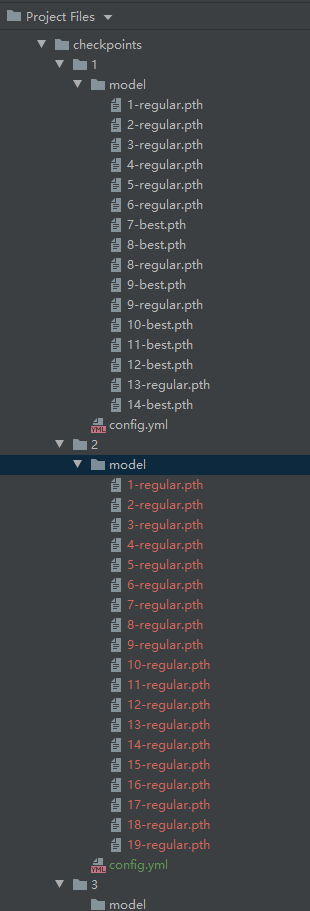 Project Files
checkpoints
1
model
1-regular.pth
2-regular.pth
3-regular.pth
4-regular.pth
5-regular.pth
6-regular.pth
7-best.pth
8-best.pth
8-regular.pth
9-best.pth
9-regular.pth
10-best.pth
11-best.pth
12-best.pth
13-regular.pth
14-best.pth
YML config.yml
2
model
1-regular.pth
2-regular.pth
3-regular.pth
4-regular.pth
5-regular.pth
6-regular.pth
7-regular.pth
8-regular.pth
9-regular.pth
10-regular.pth
11-regular.pth
12-regular.pth
13-regular.pth
14-regular.pth
15-regular.pth
16-regular.pth
17-regular.pth
18-regular.pth
19-regular.pth
YML config.yml
3
model